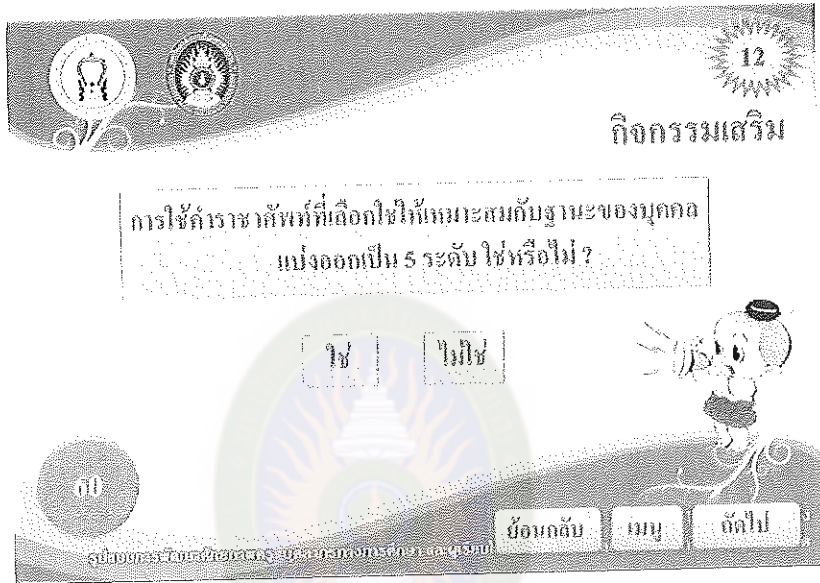 12
กิจกรรมเสริม
การใช้คำราชาศัพท์ที่เลือกใช้ให้เหมาะสมกับฐานะของบุคคล
แบ่งออกเป็น 5 ระดับ ใช่หรือไม่ ?
ใช่
ไม่ใช่
60
ย้อนกลับ
เมนู
ถัดไป